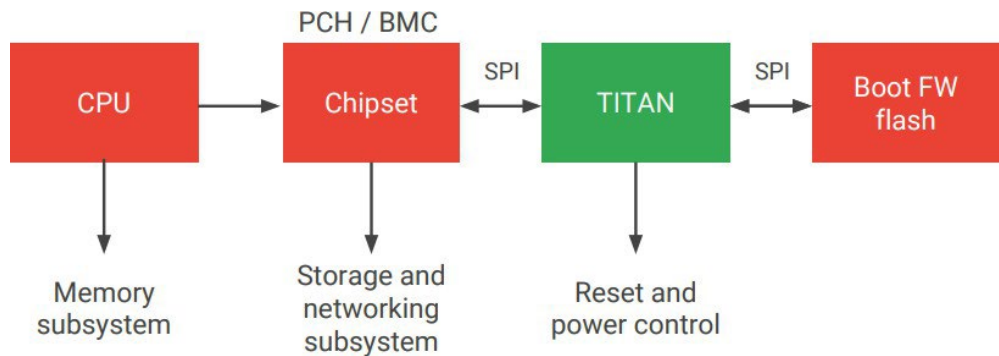 PCH / BMC
CPU
Chipset
SPI
TITAN
SPI
Boot FW
flash
Memory
subsystem
Storage and
networking
subsystem
Reset and
power control